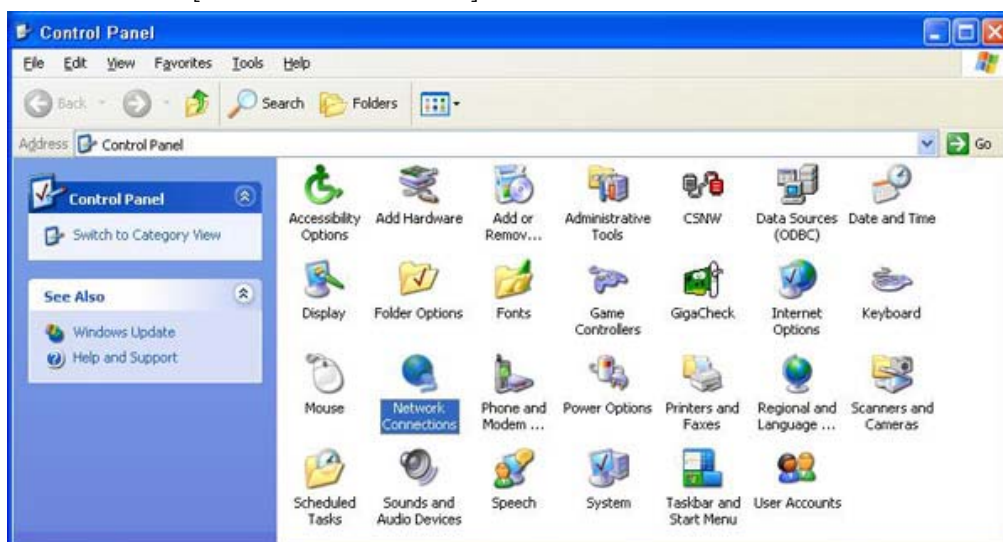 Control Panel
File Edit View Favorites Tools Help
Back Search Folders
Address Control Panel Go
Control Panel
Switch to Category View
See Also
Windows Update
Help and Support
Accessibility Options
Add Hardware
Add or Remov...
Administrative Tools
CSNW
Data Sources (ODBC)
Date and Time
Display
Folder Options
Fonts
Game Controllers
GigaCheck
Internet Options
Keyboard
Mouse
Network Connections
Phone and Modem ...
Power Options
Printers and Faxes
Regional and Language ...
Scanners and Cameras
Scheduled Tasks
Sounds and Audio Devices
Speech
System
Taskbar and Start Menu
User Accounts